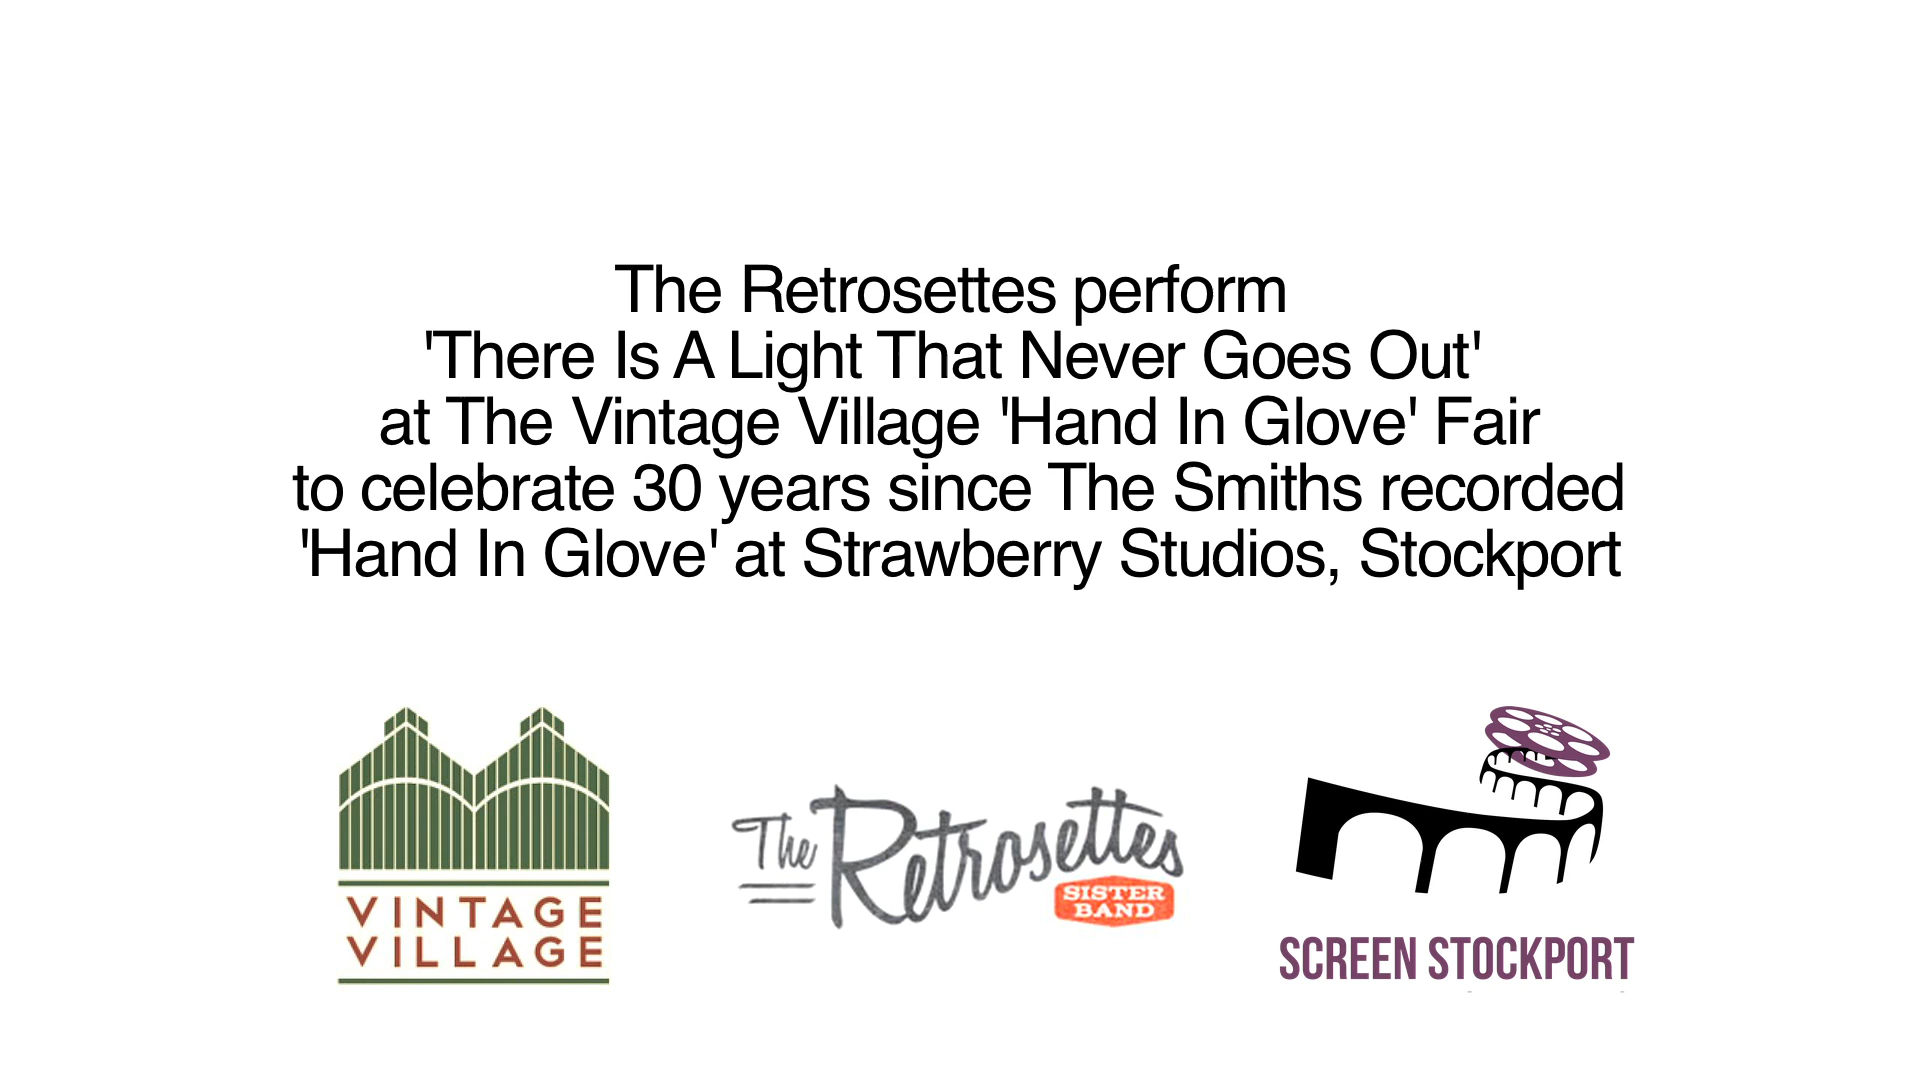 The Retrosettes perform
'There Is A Light That Never Goes Out'
at The Vintage Village 'Hand In Glove' Fair
to celebrate 30 years since The Smiths recorded
'Hand In Glove' at Strawberry Studios, Stockport
VINTAGE
VILLAGE
The Retrosettes
SISTER
BAND
SCREEN STOCKPORT